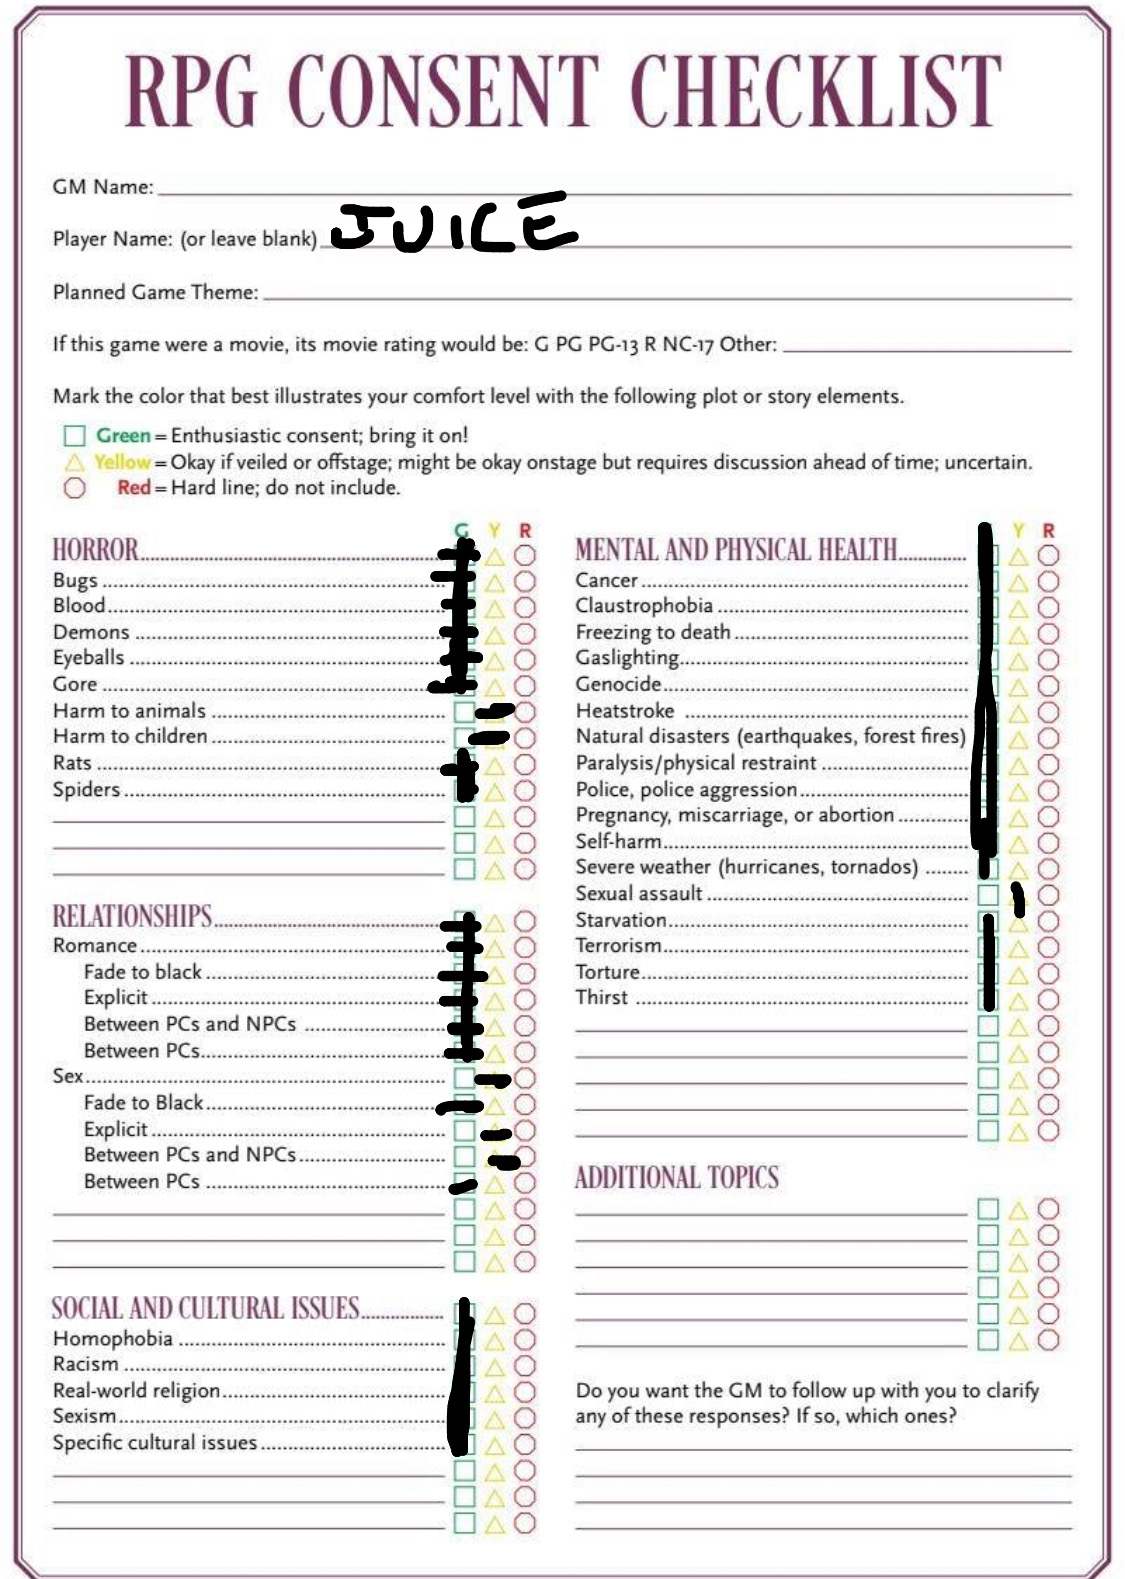 RPG CONSENT CHECKLIST
GM Name:
Player Name: (or leave blank) JUICE
Planned Game Theme:
If this game were a movie, its movie rating would be: G PG PG-13 R NC-17 Other:
Mark the color that best illustrates your comfort level with the following plot or story elements.
Green = Enthusiastic consent; bring it on!
Yellow = Okay if veiled or offstage; might be okay onstage but requires discussion ahead of time; uncertain.
Red = Hard line; do not include.
G Y R
HORROR
Bugs
Blood
Demons
Eyeballs
Gore
Harm to animals
Harm to children
Rats
Spiders
RELATIONSHIPS
Romance
Fade to black
Explicit
Between PCs and NPCs
Between PCs
Sex
Fade to Black
Explicit
Between PCs and NPCs
Between PCs
SOCIAL AND CULTURAL ISSUES
Homophobia
Racism
Real-world religion
Sexism
Specific cultural issues
Y R
MENTAL AND PHYSICAL HEALTH
Cancer
Claustrophobia
Freezing to death
Gaslighting
Genocide
Heatstroke
Natural disasters (earthquakes, forest fires)
Paralysis/physical restraint
Police, police aggression
Pregnancy, miscarriage, or abortion
Self-harm
Severe weather (hurricanes, tornados)
Sexual assault
Starvation
Terrorism
Torture
Thirst
ADDITIONAL TOPICS
Do you want the GM to follow up with you to clarify
any of these responses? If so, which ones?